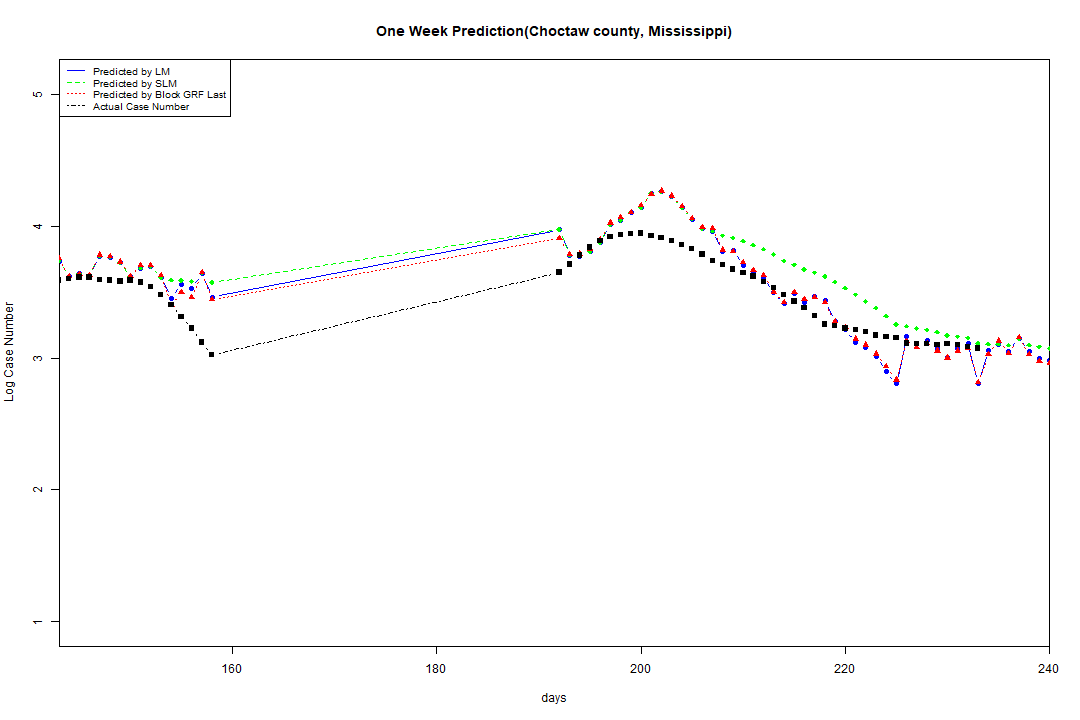 One Week Prediction(Choctaw county, Mississippi)
Predicted by LM
Predicted by SLM
Predicted by Block GRF Last
Actual Case Number
5
4
3
2
1
Log Case Number
160 180 200 220 240
days